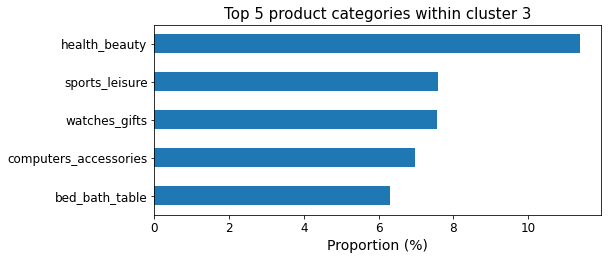 Top 5 product categories within cluster 3
health_beauty
sports_leisure
watches_gifts
computers_accessories
bed_bath_table
0 2 4 6 8 10
Proportion (%)